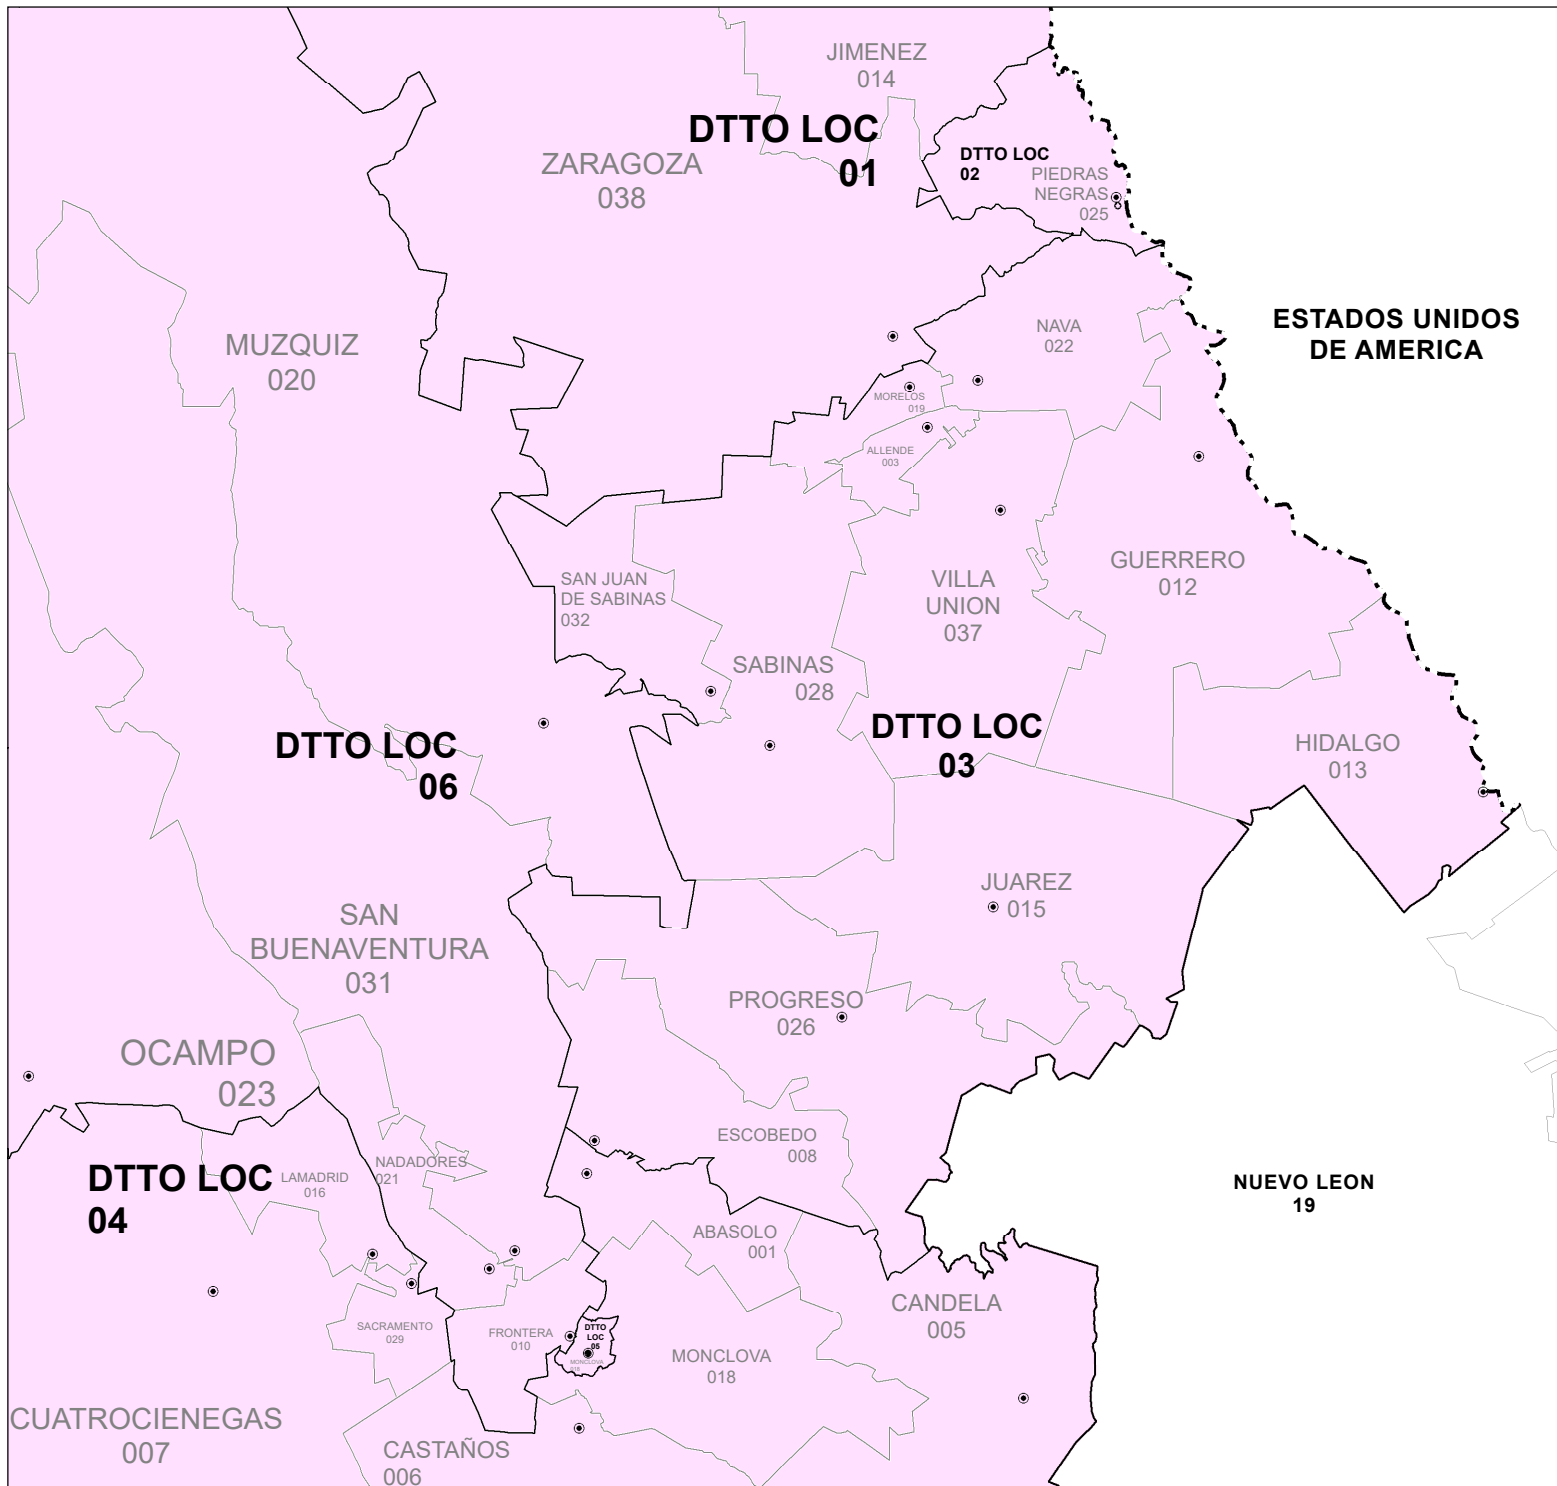 JIMENEZ
014
DTTO LOC
01
ZARAGOZA
038
DTTO LOC
02
PIEDRAS
NEGRAS
025
ESTADOS UNIDOS
DE AMERICA
NAVA
022
MUZQUIZ
020
MORELOS
019
ALLENDE
003
GUERRERO
012
SAN JUAN
DE SABINAS
032
VILLA
UNION
037
SABINAS
028
DTTO LOC
03
HIDALGO
013
DTTO LOC
06
JUAREZ
015
SAN
BUENAVENTURA
031
PROGRESO
026
OCAMPO
023
ESCOBEDO
008
NADADORES
021
LAMADRID
016
DTTO LOC
04
NUEVO LEON
19
ABASOLO
001
CANDELA
005
SACRAMENTO
029
FRONTERA
010
DTTO
LOC
05
MONCLOVA
018
MONCLOVA
018
CUATROCIENEGAS
007
CASTAÑOS
006